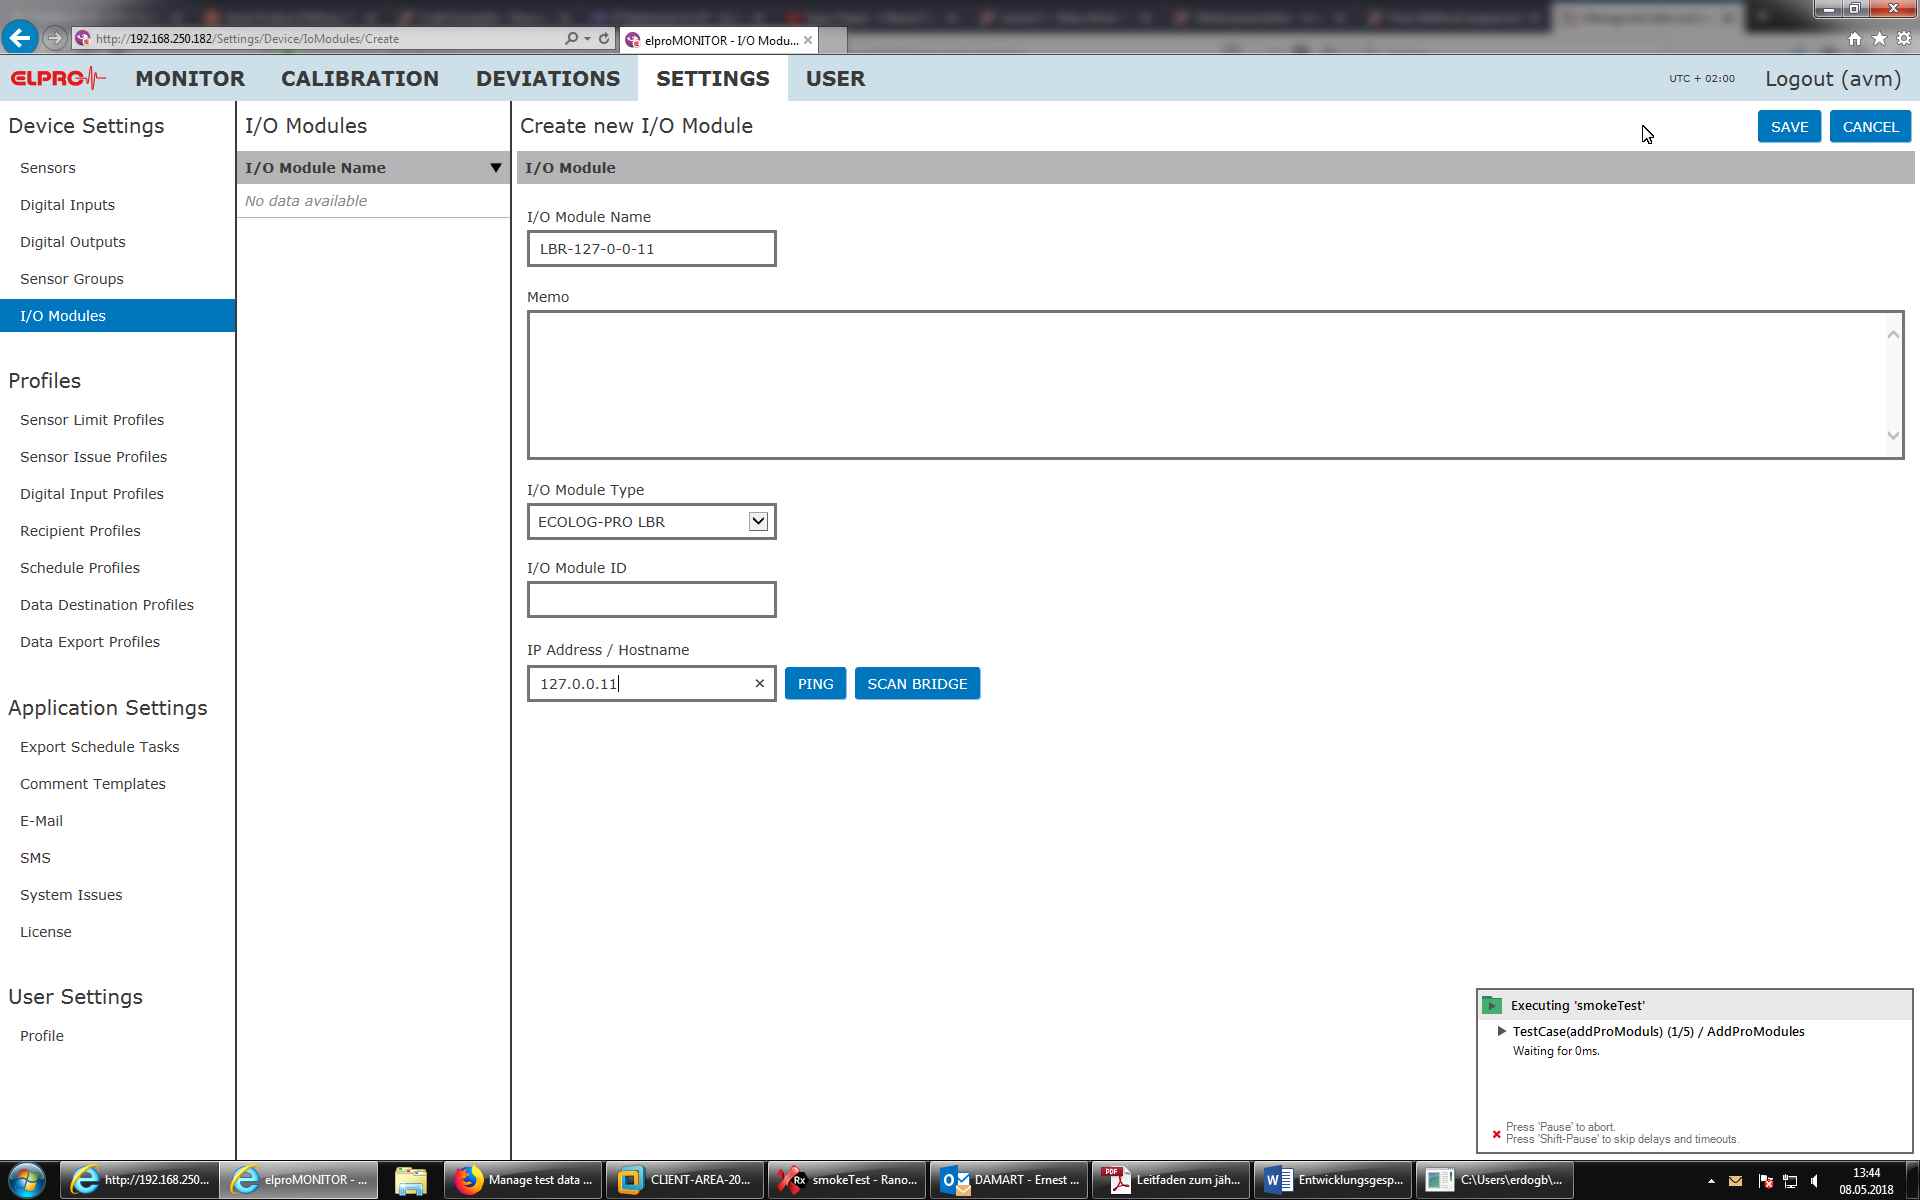 http://192.168.250.182/Settings/Device/IoModules/Create
elproMONITOR - I/O Modu...
ELPRO
MONITOR
CALIBRATION
DEVIATIONS
SETTINGS
USER
UTC + 02:00
Logout (avm)
Device Settings
Sensors
Digital Inputs
Digital Outputs
Sensor Groups
I/O Modules
Profiles
Sensor Limit Profiles
Sensor Issue Profiles
Digital Input Profiles
Recipient Profiles
Schedule Profiles
Data Destination Profiles
Data Export Profiles
Application Settings
Export Schedule Tasks
Comment Templates
E-Mail
SMS
System Issues
License
User Settings
Profile
I/O Modules
I/O Module Name
No data available
Create new I/O Module
SAVE
CANCEL
I/O Module
I/O Module Name
LBR-127-0-0-11
Memo
I/O Module Type
ECOLOG-PRO LBR
I/O Module ID
IP Address / Hostname
127.0.0.11
PING
SCAN BRIDGE
Executing 'smokeTest'
TestCase(addProModuls) (1/5) / AddProModules
Waiting for 0ms.
Press 'Pause' to abort.
Press 'Shift-Pause' to skip delays and timeouts.
http://192.168.250...
elproMONITOR - ...
Manage test data ...
CLIENT-AREA-20...
Rx
smokeTest - Rano...
DAMART - Ernest ...
PDF
Leitfaden zum jäh...
Entwicklungsgesp...
C:\Users\erdogb\...
13:44
08.05.2018